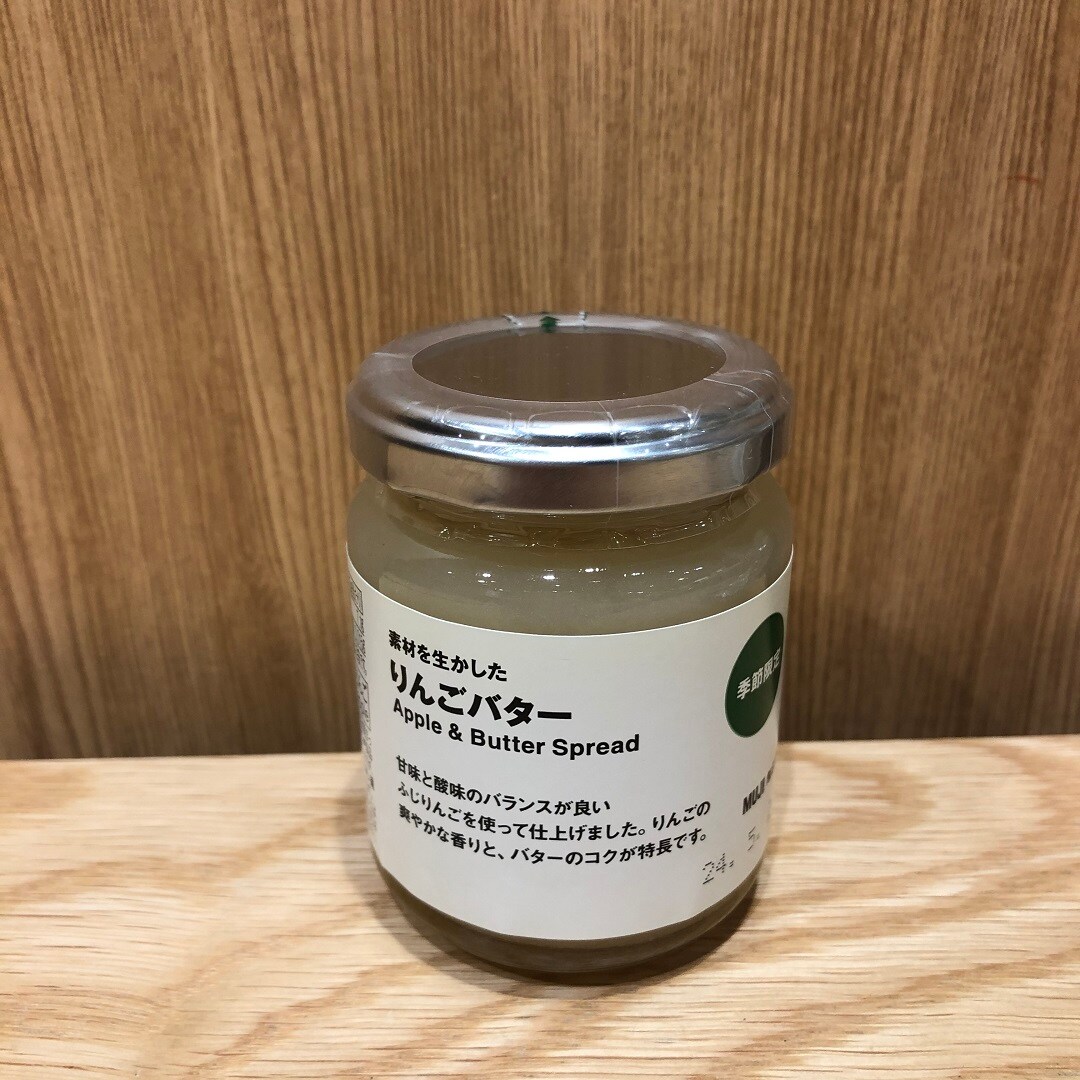 素材を生かした
りんごバター
Apple & Butter Spread
甘味と酸味のバランスが良い
ふじりんごを使って仕上げました。りんごの
爽やかな香りと、バターのコクが特長です。
季節限定
MUJI
24. 5